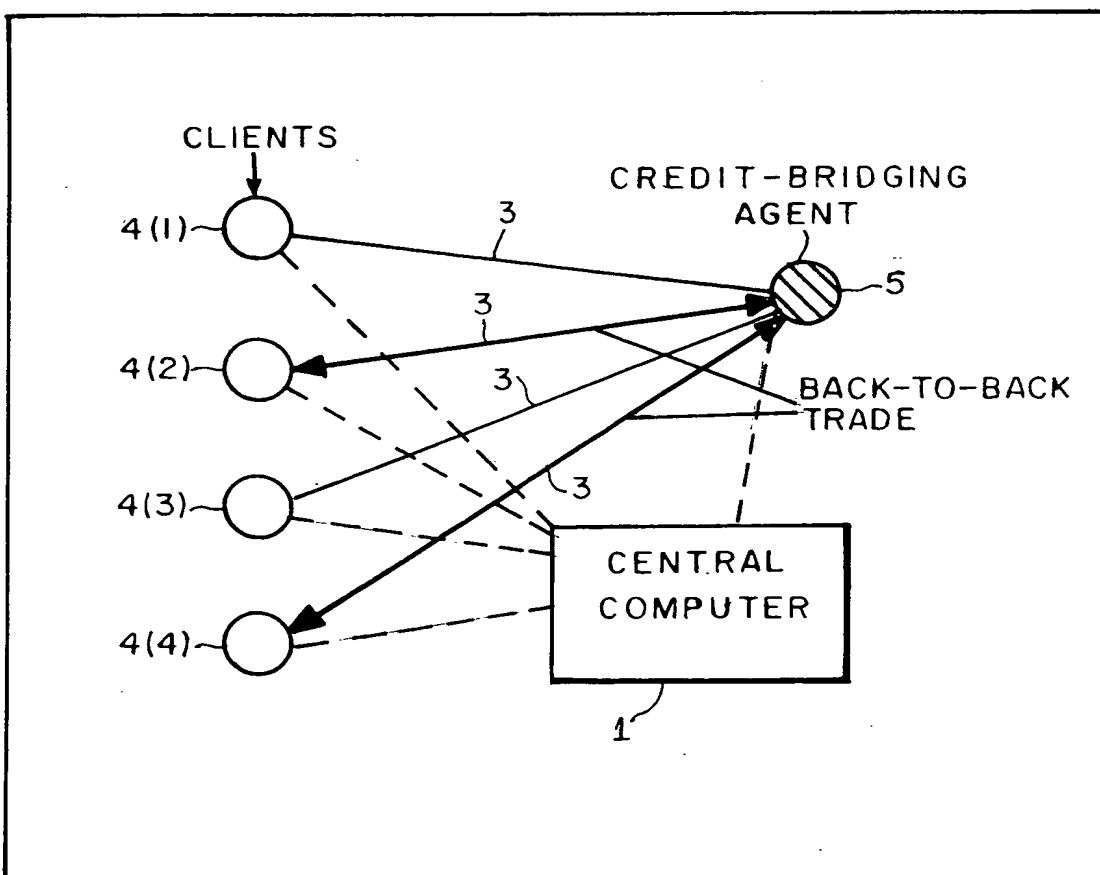 CLIENTS
CREDIT-BRIDGING
AGENT
4(1)
3
5
3
4(2)
3
BACK-TO-BACK
TRADE
3
4(3)
CENTRAL
COMPUTER
4(4)
1